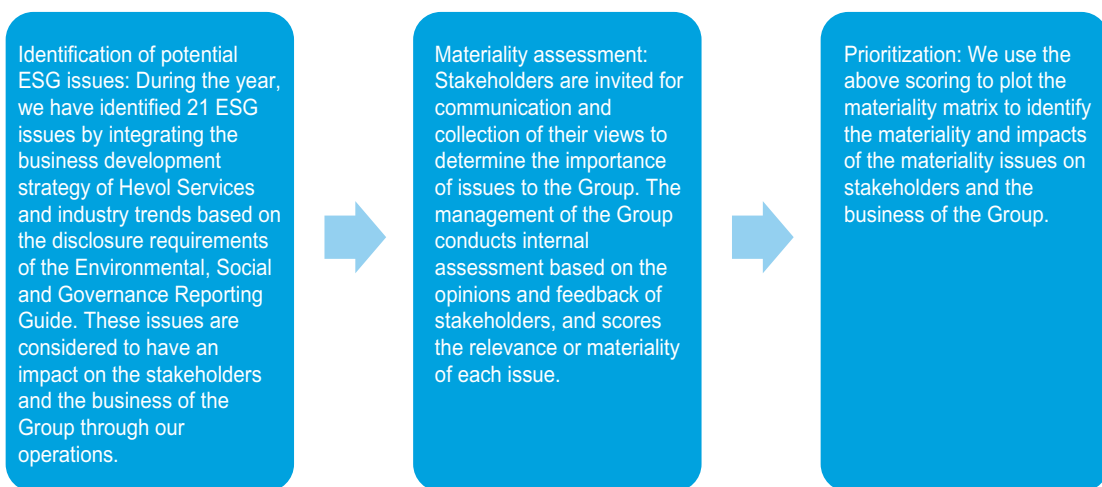 Identification of potential
ESG issues: During the year,
we have identified 21 ESG
issues by integrating the
business development
strategy of Hevol Services
and industry trends based on
the disclosure requirements
of the Environmental, Social
and Governance Reporting
Guide. These issues are
considered to have an
impact on the stakeholders
and the business of the
Group through our
operations.
Materiality assessment:
Stakeholders are invited for
communication and
collection of their views to
determine the importance
of issues to the Group. The
management of the Group
conducts internal
assessment based on the
opinions and feedback of
stakeholders, and scores
the relevance or materiality
of each issue.
Prioritization: We use the
above scoring to plot the
materiality matrix to identify
the materiality and impacts
of the materiality issues on
stakeholders and the
business of the Group.